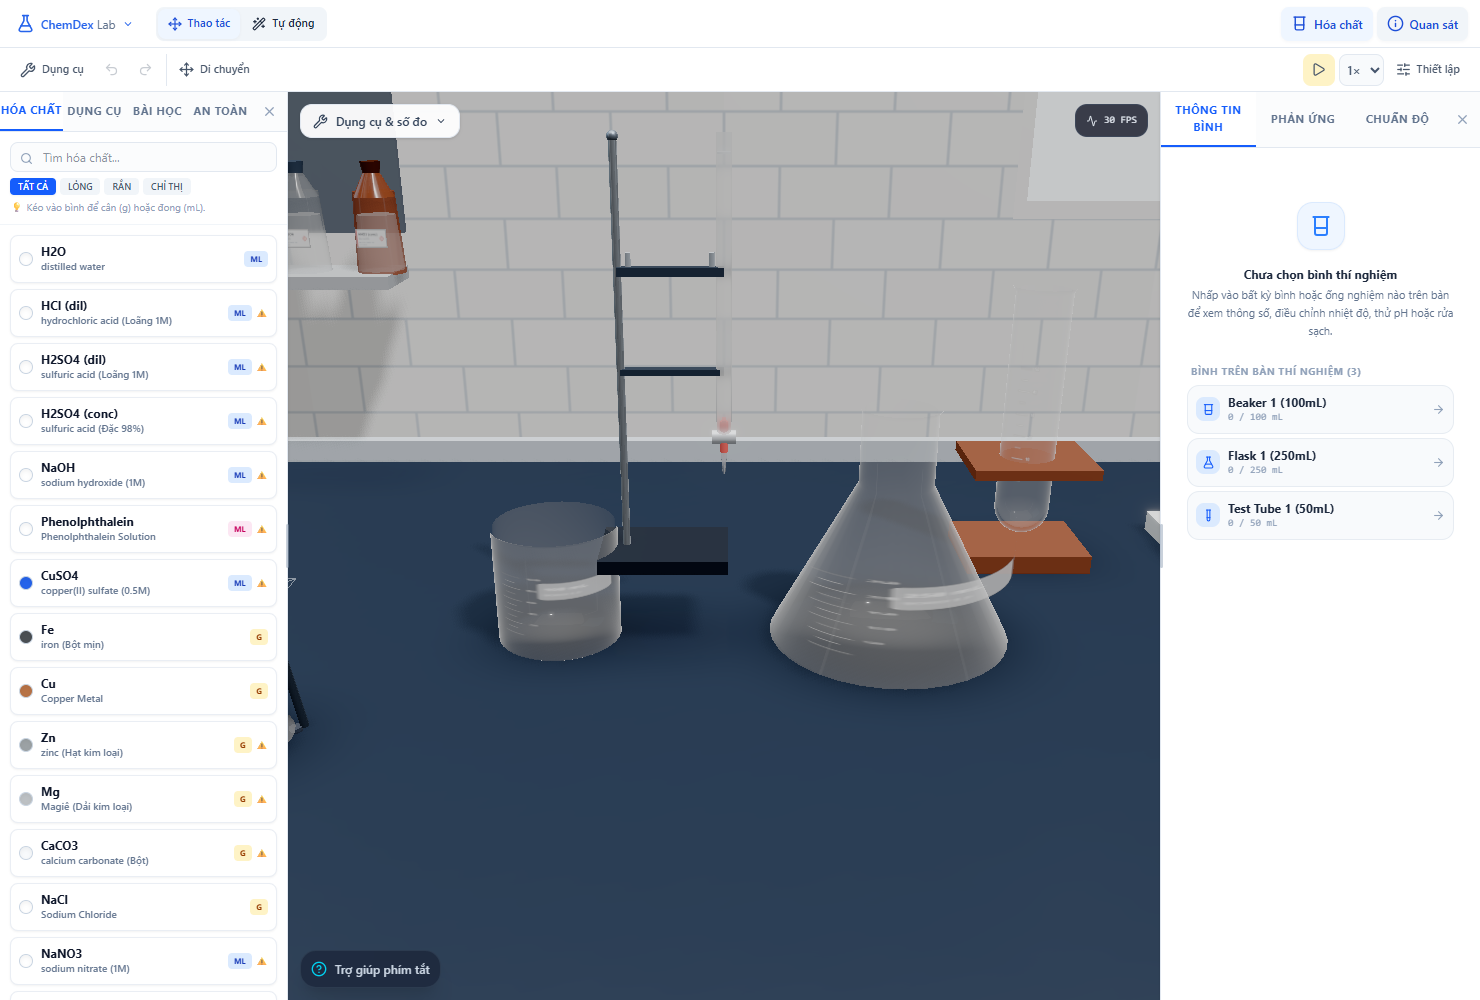 ChemDex Lab
Thao tác
Tự động
Hóa chất
Quan sát
Dụng cụ
Di chuyển
1×
Thiết lập
HÓA CHẤT
DỤNG CỤ
BÀI HỌC
AN TOÀN
Tìm hóa chất...
TẤT CẢ
LỎNG
RẮN
CHỈ THỊ
Kéo vào bình để cân (g) hoặc đong (mL).
H2O
distilled water
ML
HCl (dil)
hydrochloric acid (Loãng 1M)
ML
H2SO4 (dil)
sulfuric acid (Loãng 1M)
ML
H2SO4 (conc)
sulfuric acid (Đặc 98%)
ML
NaOH
sodium hydroxide (1M)
ML
Phenolphthalein
Phenolphthalein Solution
ML
CuSO4
copper(II) sulfate (0.5M)
ML
Fe
iron (Bột mịn)
G
Cu
Copper Metal
G
Zn
zinc (Hạt kim loại)
G
Mg
Magiê (Dải kim loại)
G
CaCO3
calcium carbonate (Bột)
G
NaCl
Sodium Chloride
G
NaNO3
sodium nitrate (1M)
ML
Dụng cụ & số đo
30 FPS
Trợ giúp phím tắt
THÔNG TIN
BÌNH
PHẢN ỨNG
CHUẨN ĐỘ
Chưa chọn bình thí nghiệm
Nhấp vào bất kỳ bình hoặc ống nghiệm nào trên bàn
để xem thông số, điều chỉnh nhiệt độ, thử pH hoặc rửa
sạch.
BÌNH TRÊN BÀN THÍ NGHIỆM (3)
Beaker 1 (100mL)
0 / 100 mL
Flask 1 (250mL)
0 / 250 mL
Test Tube 1 (50mL)
0 / 50 mL